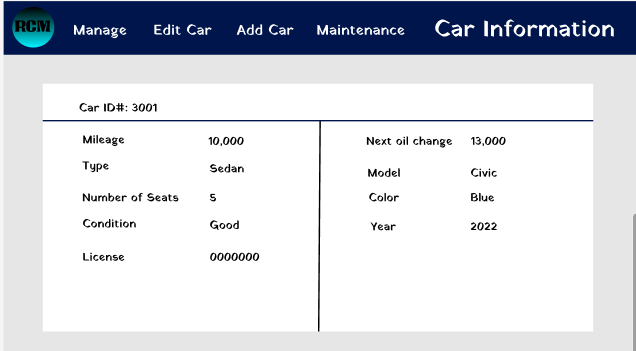 RCM Manage Edit Car Add Car Maintenance Car Information
Car ID#: 3001
Mileage 10,000
Type Sedan
Number of Seats 5
Condition Good
License 0000000
Next oil change 13,000
Model Civic
Color Blue
Year 2022